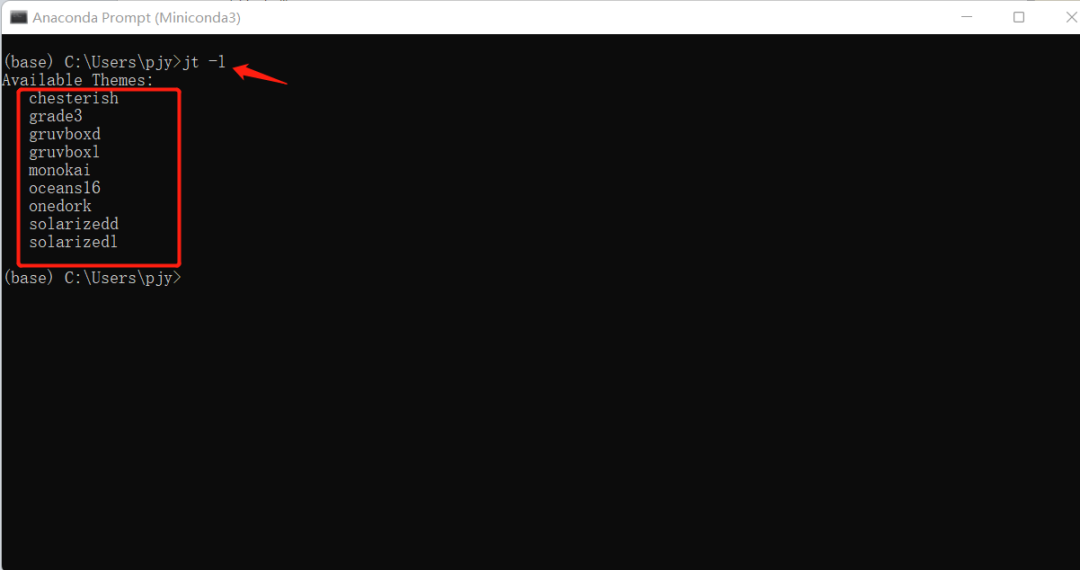 Anaconda Prompt (Miniconda3)
(base) C:\Users\pjy>jt -l
Available Themes:
chesterish
grade3
gruvboxd
gruvboxl
monokai
oceans16
onedork
solarizedd
solarizedl
(base) C:\Users\pjy>